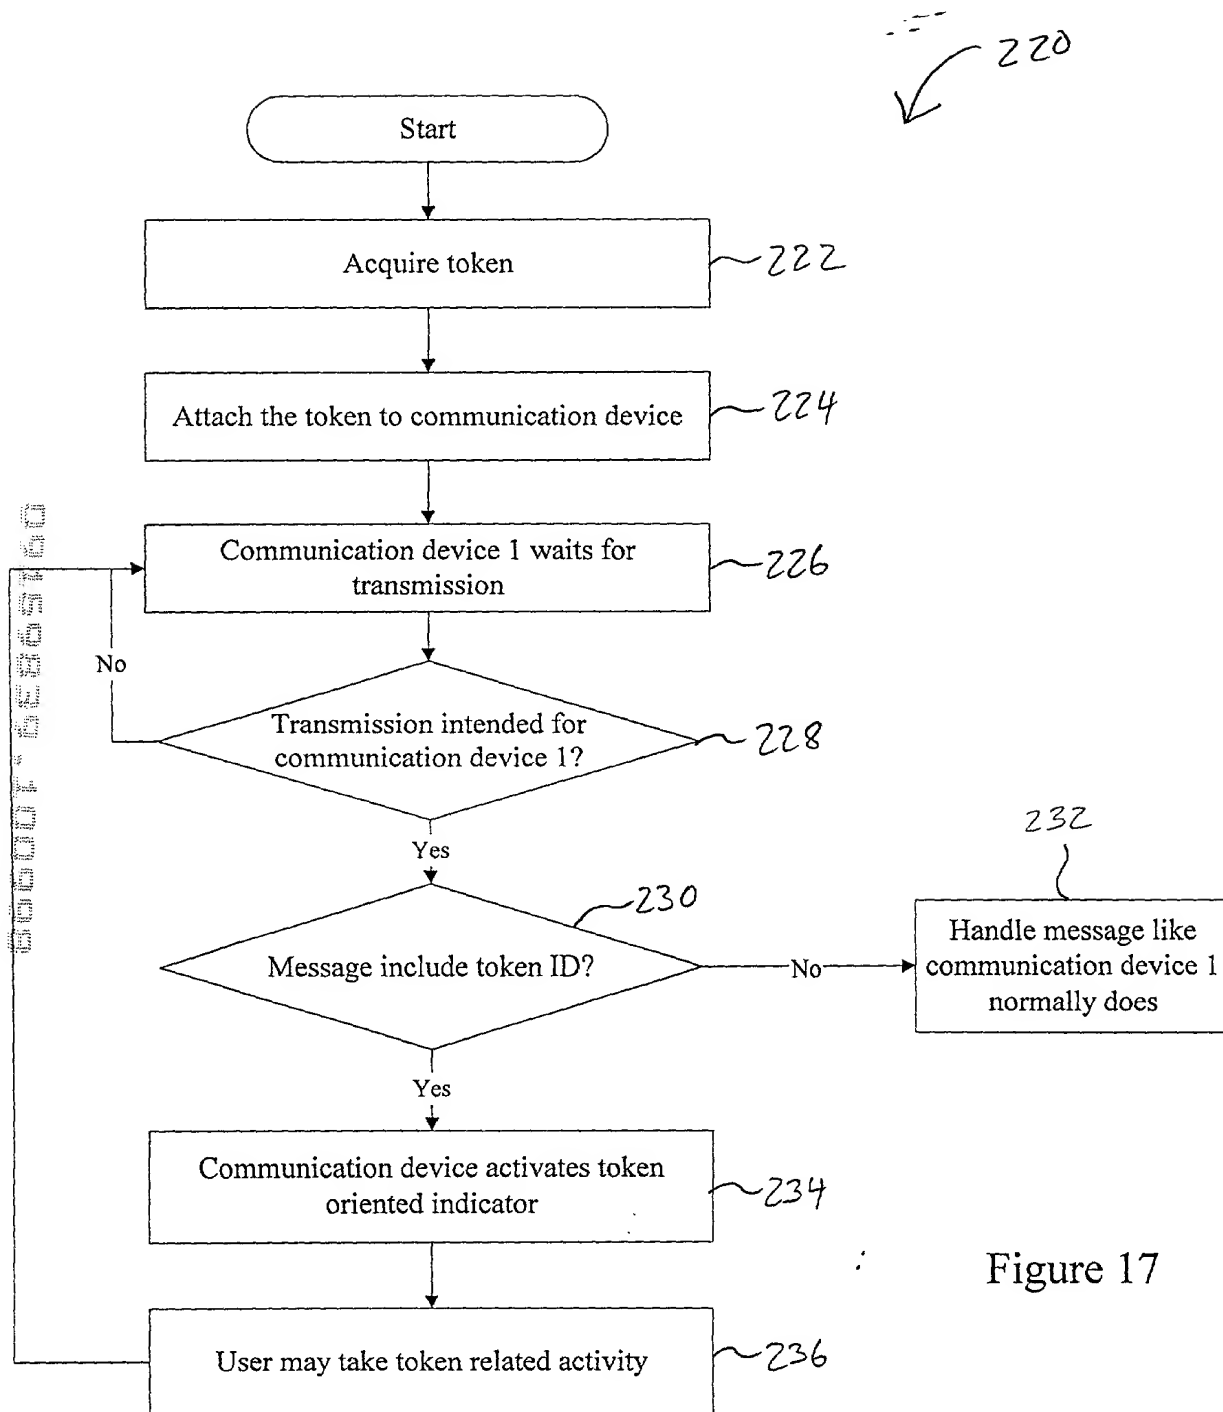 220
Start
Acquire token
222
Attach the token to communication device
224
Communication device 1 waits for
transmission
226
No
Transmission intended for
communication device 1?
228
Yes
232
230
Message include token ID?
No
Handle message like
communication device 1
normally does
Yes
Communication device activates token
oriented indicator
234
Figure 17
User may take token related activity
236